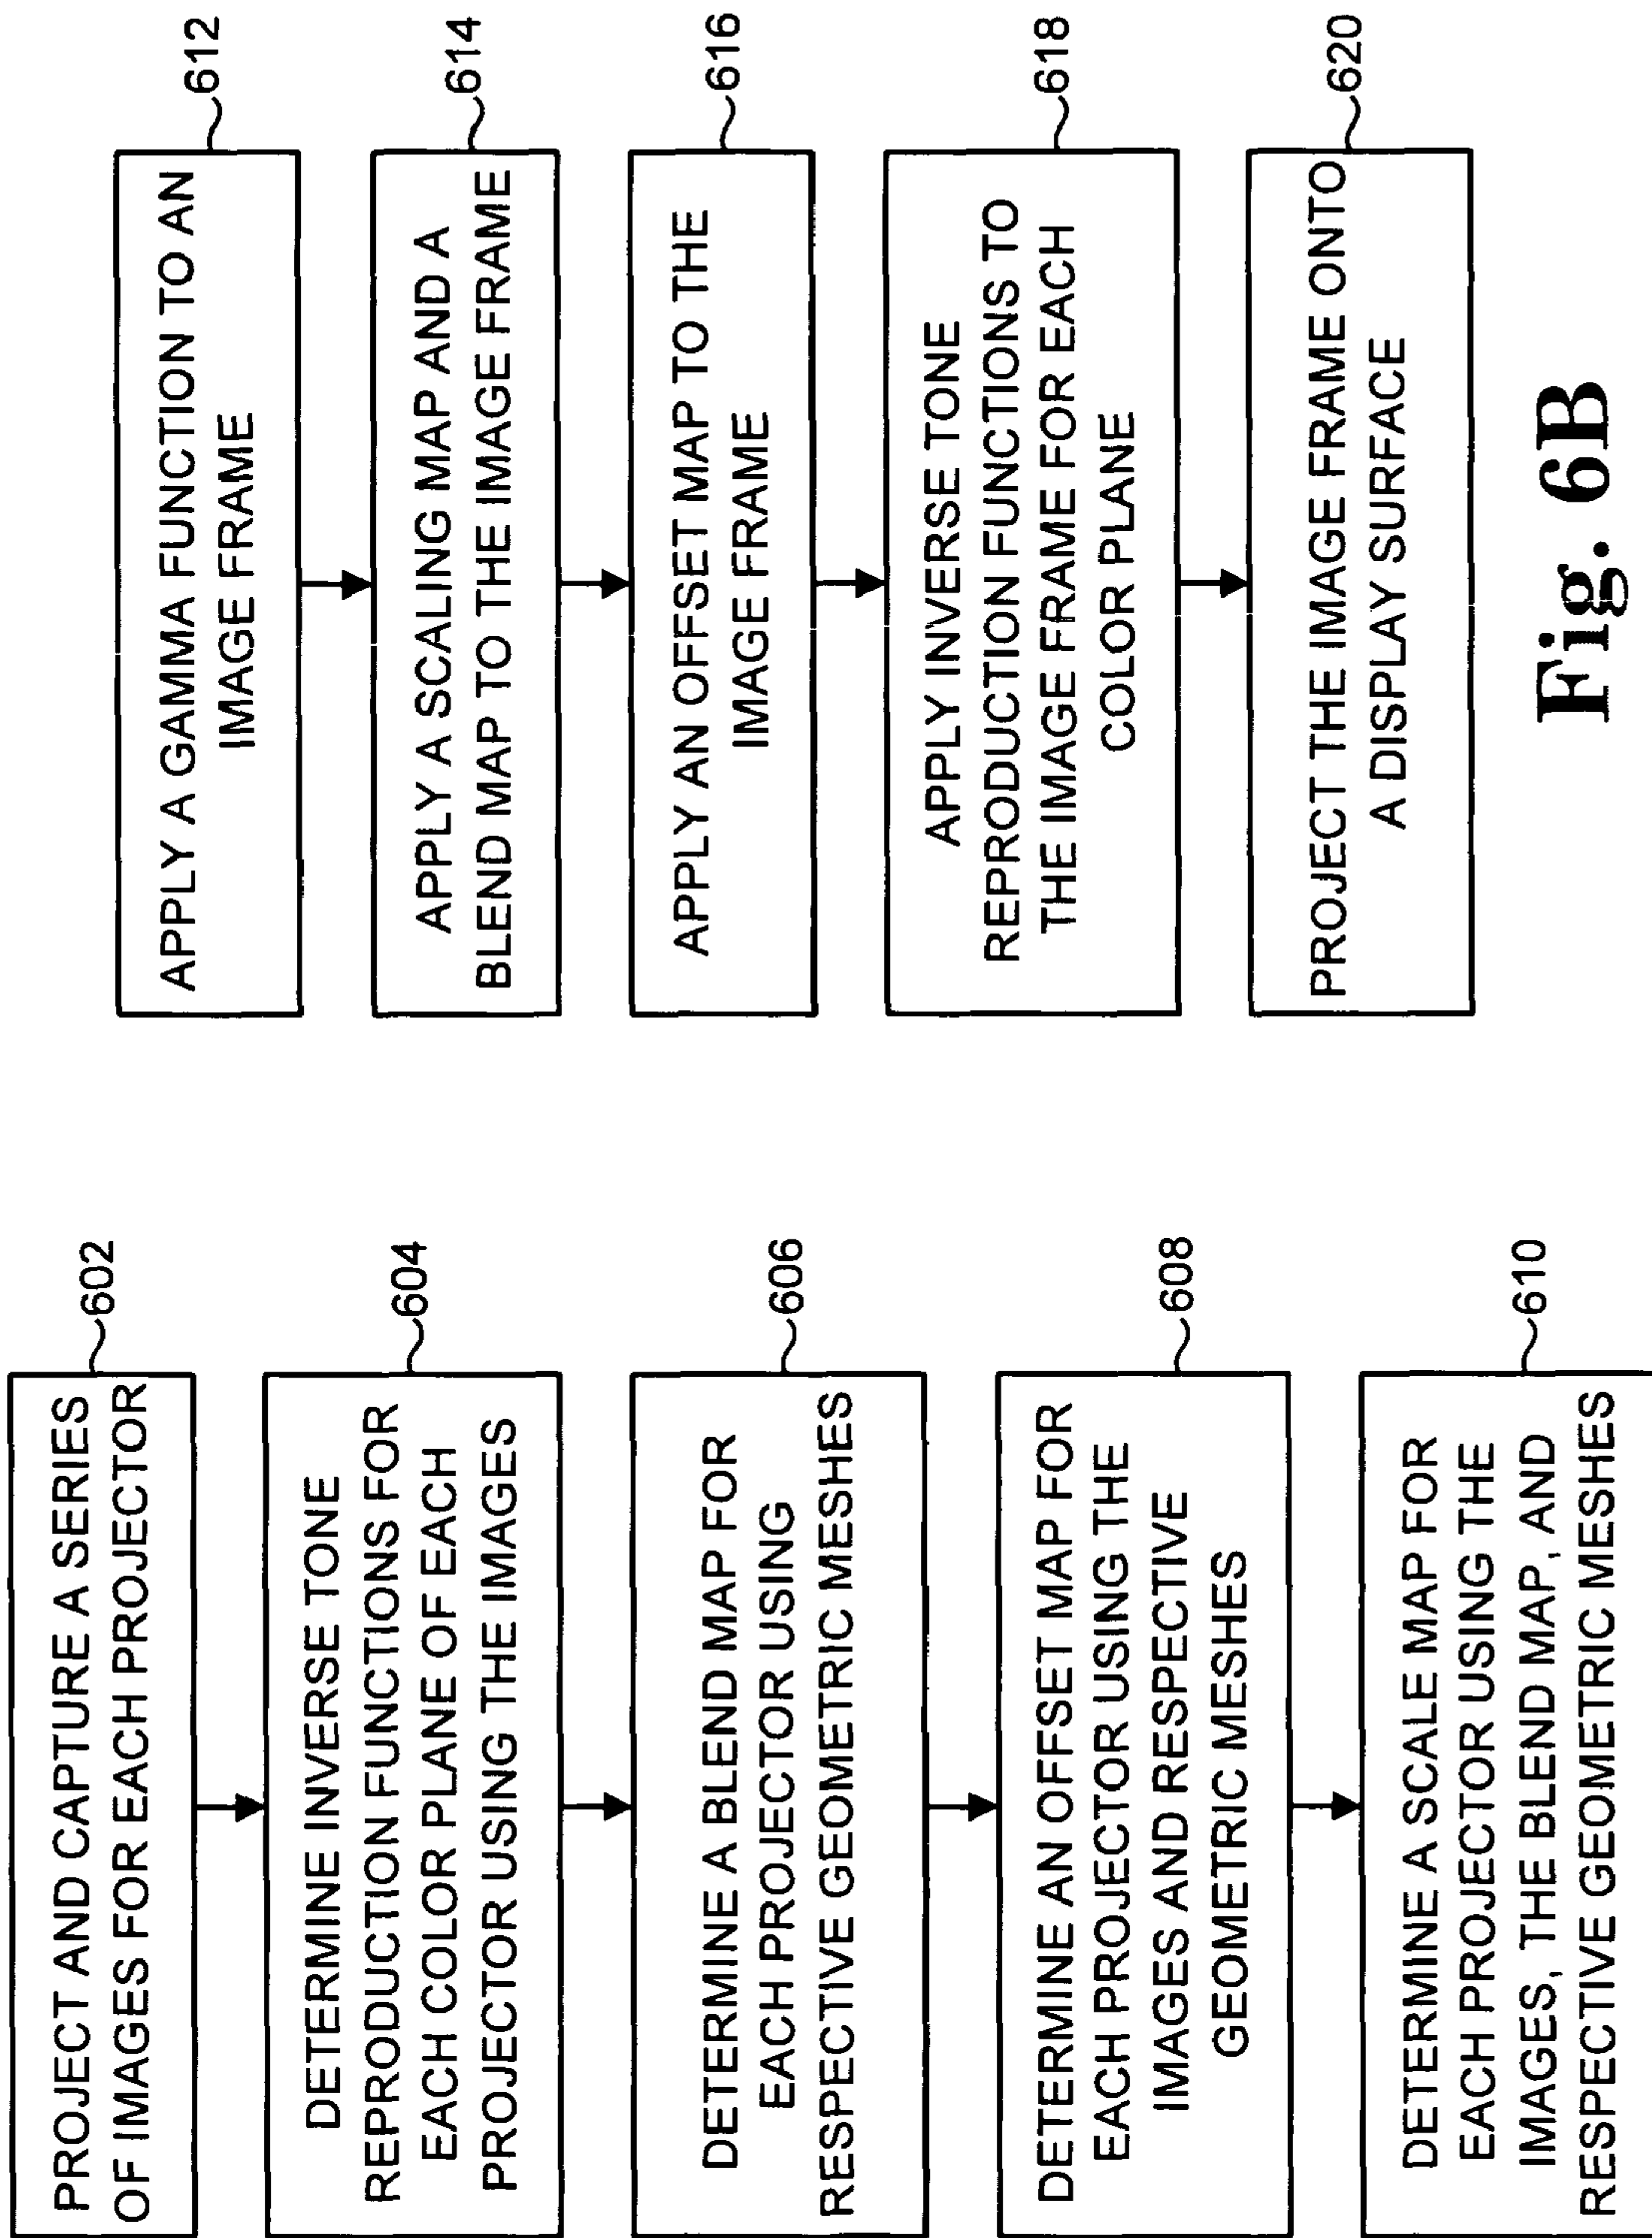 PROJECT AND CAPTURE A SERIES
OF IMAGES FOR EACH PROJECTOR
602
DETERMINE INVERSE TONE
REPRODUCTION FUNCTIONS FOR
EACH COLOR PLANE OF EACH
PROJECTOR USING THE IMAGES
604
DETERMINE A BLEND MAP FOR
EACH PROJECTOR USING
RESPECTIVE GEOMETRIC MESHES
606
DETERMINE AN OFFSET MAP FOR
EACH PROJECTOR USING THE
IMAGES AND RESPECTIVE
GEOMETRIC MESHES
608
DETERMINE A SCALE MAP FOR
EACH PROJECTOR USING THE
IMAGES, THE BLEND MAP, AND
RESPECTIVE GEOMETRIC MESHES
610
APPLY A GAMMA FUNCTION TO AN
IMAGE FRAME
612
APPLY A SCALING MAP AND A
BLEND MAP TO THE IMAGE FRAME
614
APPLY AN OFFSET MAP TO THE
IMAGE FRAME
616
APPLY INVERSE TONE
REPRODUCTION FUNCTIONS TO
THE IMAGE FRAME FOR EACH
COLOR PLANE
618
PROJECT THE IMAGE FRAME ONTO
A DISPLAY SURFACE
620
Fig. 6B